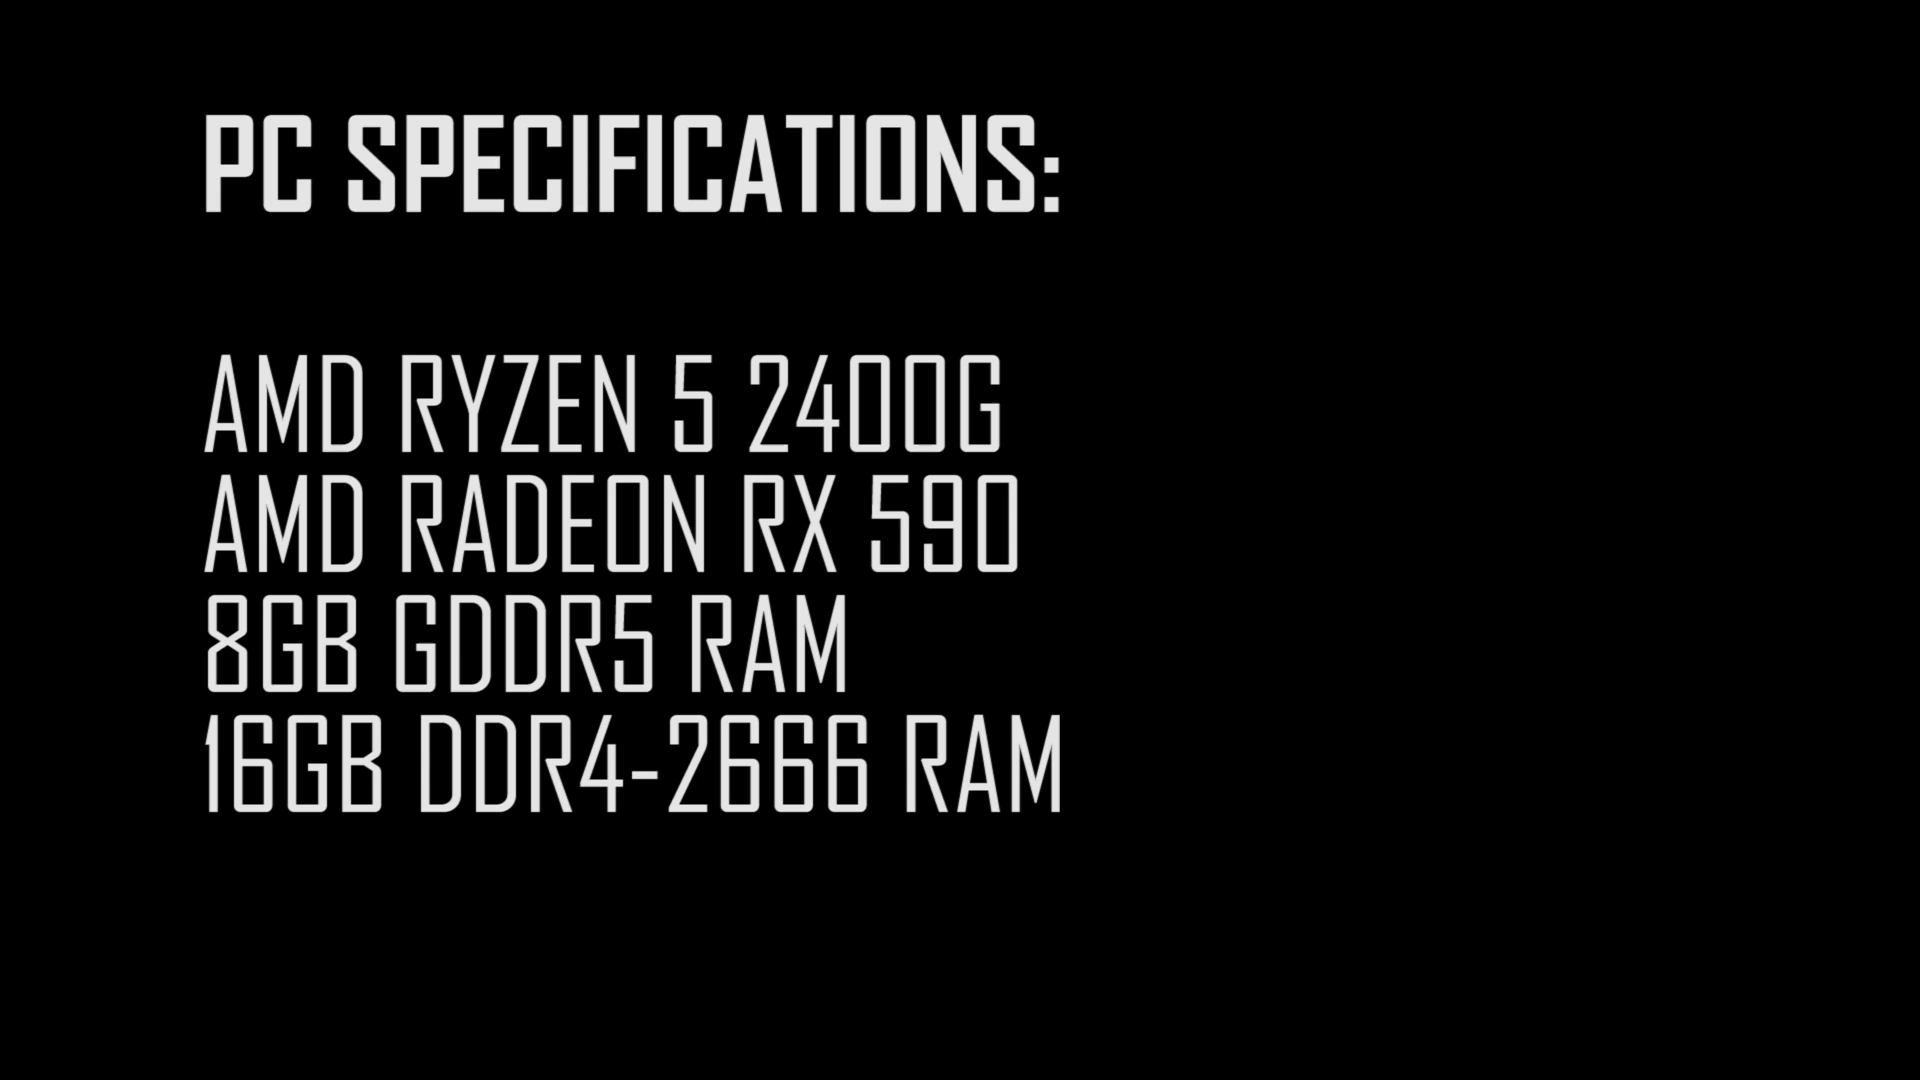 PC SPECIFICATIONS:
AMD RYZEN 5 2400G
AMD RADEON RX 590
8GB GDDR5 RAM
16GB DDR4-2666 RAM